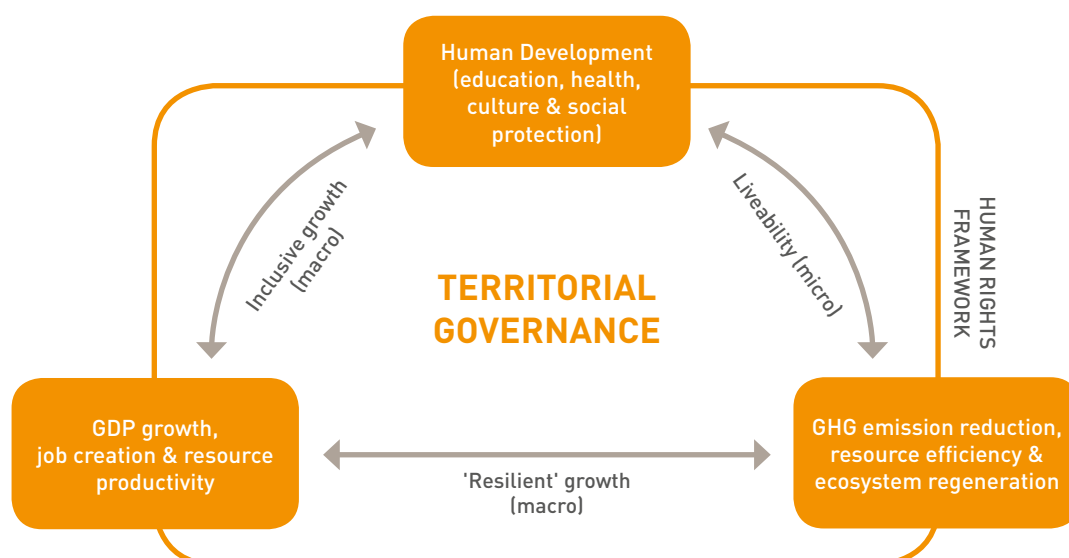 Human Development
(education, health,
culture & social
protection)
Inclusive growth
(macro)
Liveability (micro)
HUMAN RIGHTS
FRAMEWORK
TERRITORIAL
GOVERNANCE
GDP growth,
job creation & resource
productivity
'Resilient' growth
(macro)
GHG emission reduction,
resource efficiency &
ecosystem regeneration